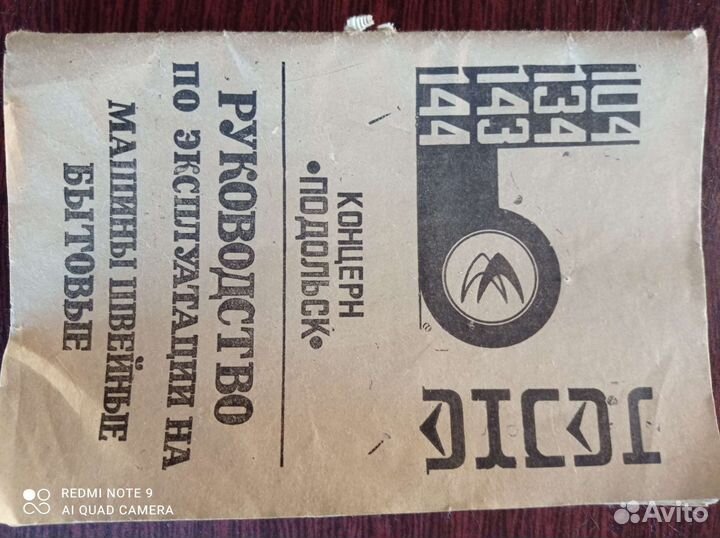 1104
134
143
144
®
КОНЦЕРН
•ПОДОЛЬСК•
РУКОВОДСТВО
ПО ЭКСПЛУАТАЦИИ НА
МАШИНЫ ШВЕЙНЫЕ
БЫТОВЫЕ
REDMI NOTE 9
AI QUAD CAMERA
Avito